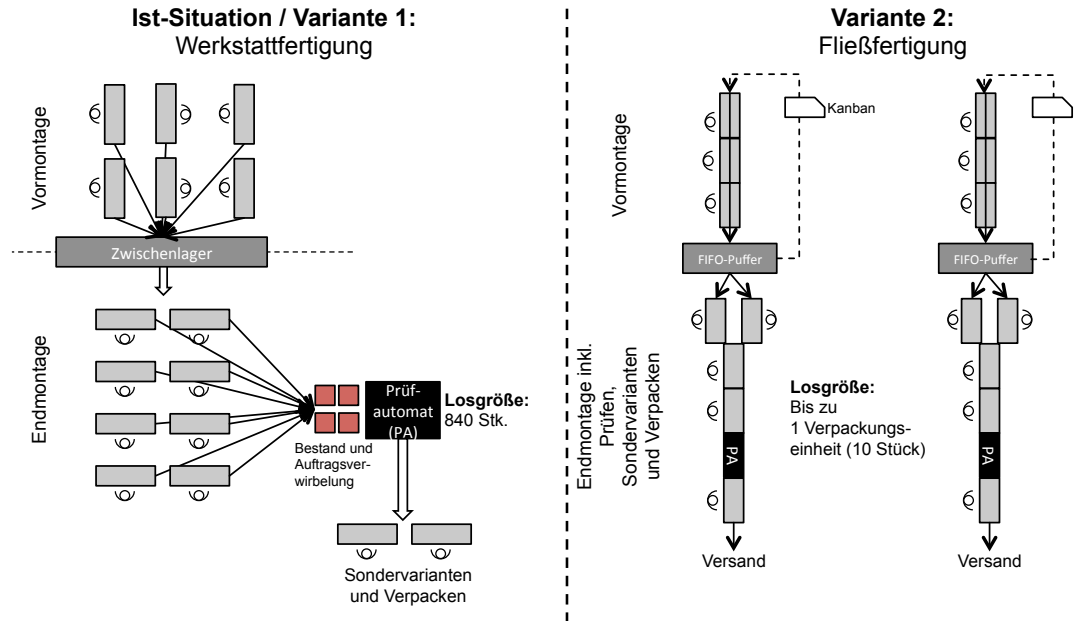 Ist-Situation / Variante 1:
Werkstattfertigung
Vormontage
Zwischenlager
Endmontage
Prüf-
automat
(PA)
Losgröße:
840 Stk.
Bestand und
Auftragsver-
wirbelung
Sondervarianten
und Verpacken
Variante 2:
Fließfertigung
Vormontage
Kanban
FIFO-Puffer
FIFO-Puffer
Endmontage inkl.
Prüfen,
Sondervarianten
und Verpacken
Losgröße:
Bis zu
1 Verpackungs-
einheit (10 Stück)
PA
PA
Versand
Versand